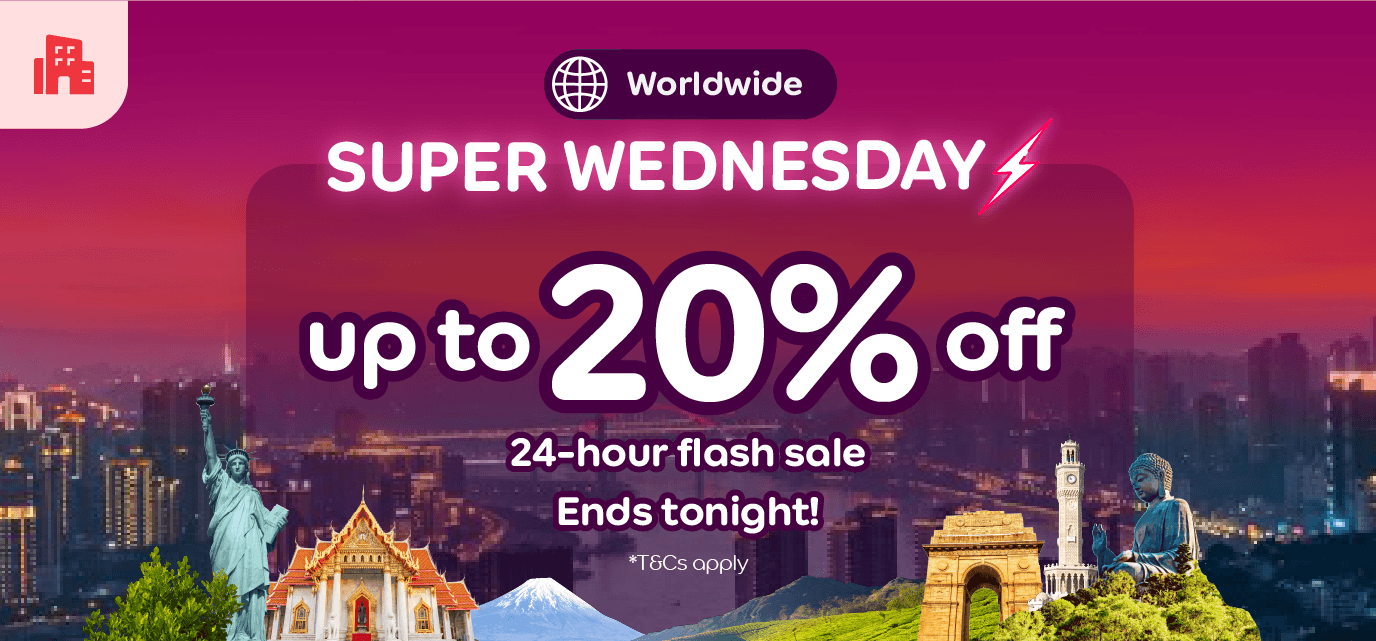 Worldwide
SUPER WEDNESDAY
up to 20% off
24-hour flash sale
Ends tonight!
*T&Cs apply